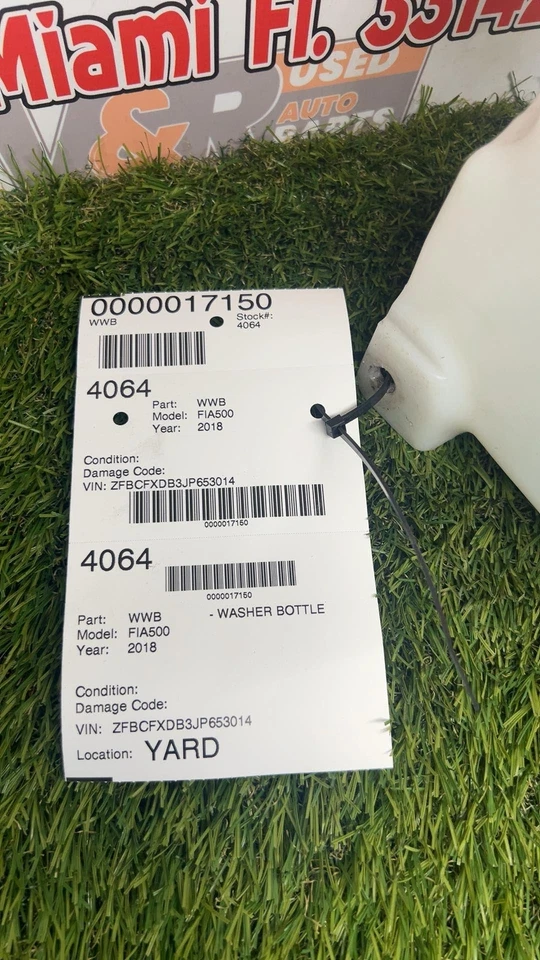 Miami Fl. 33142
V&R USED
AUTO
PARTS
0000017150
WWB
Stock#:
4064
4064
Part: WWB
Model: FIA500
Year: 2018
Condition:
Damage Code:
VIN: ZFBCFXDB3JP653014
0000017150
4064
0000017150
Part: WWB - WASHER BOTTLE
Model: FIA500
Year: 2018
Condition:
Damage Code:
VIN: ZFBCFXDB3JP653014
Location: YARD